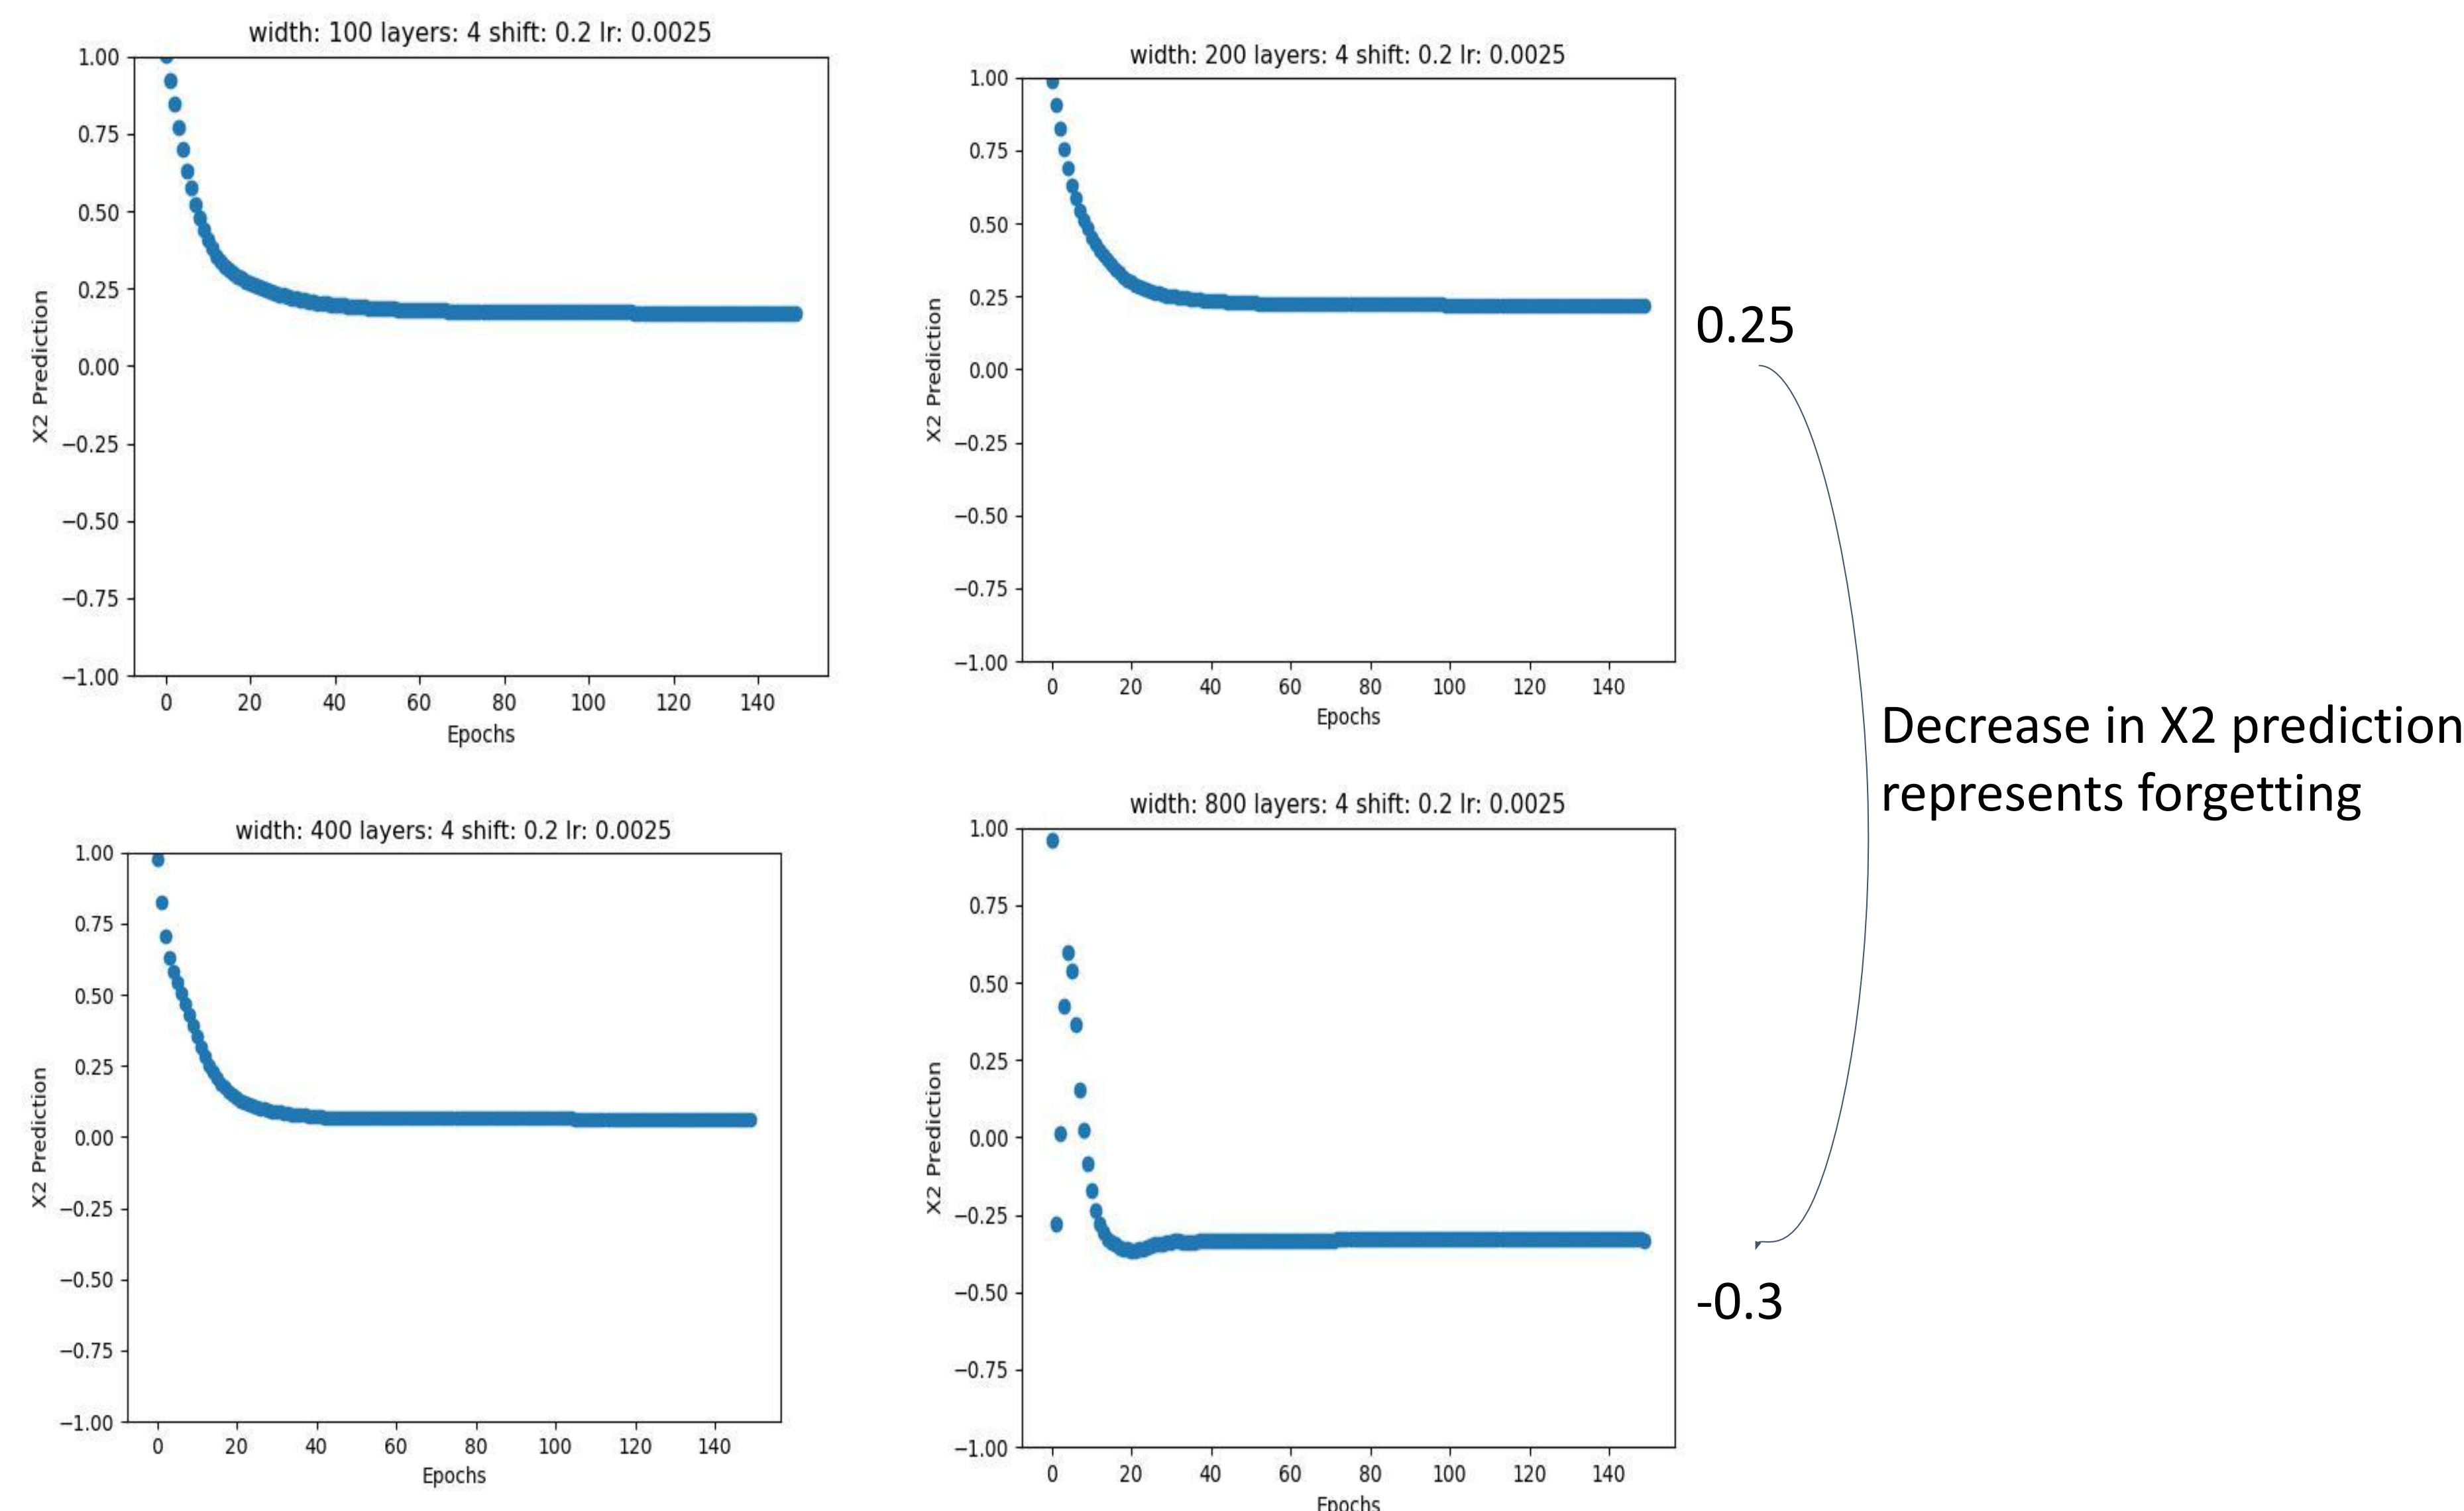 width: 100 layers: 4 shift: 0.2 lr: 0.0025
1.00
0.75
0.50
0.25
0.00
−0.25
−0.50
−0.75
−1.00
X2 Prediction
0 20 40 60 80 100 120 140
Epochs
width: 200 layers: 4 shift: 0.2 lr: 0.0025
1.00
0.75
0.50
0.25
0.00
−0.25
−0.50
−0.75
−1.00
X2 Prediction
0 20 40 60 80 100 120 140
Epochs
width: 400 layers: 4 shift: 0.2 lr: 0.0025
1.00
0.75
0.50
0.25
0.00
−0.25
−0.50
−0.75
−1.00
X2 Prediction
0 20 40 60 80 100 120 140
Epochs
width: 800 layers: 4 shift: 0.2 lr: 0.0025
1.00
0.75
0.50
0.25
0.00
−0.25
−0.50
−0.75
−1.00
X2 Prediction
0 20 40 60 80 100 120 140
Epochs
0.25
Decrease in X2 prediction
represents forgetting
-0.3